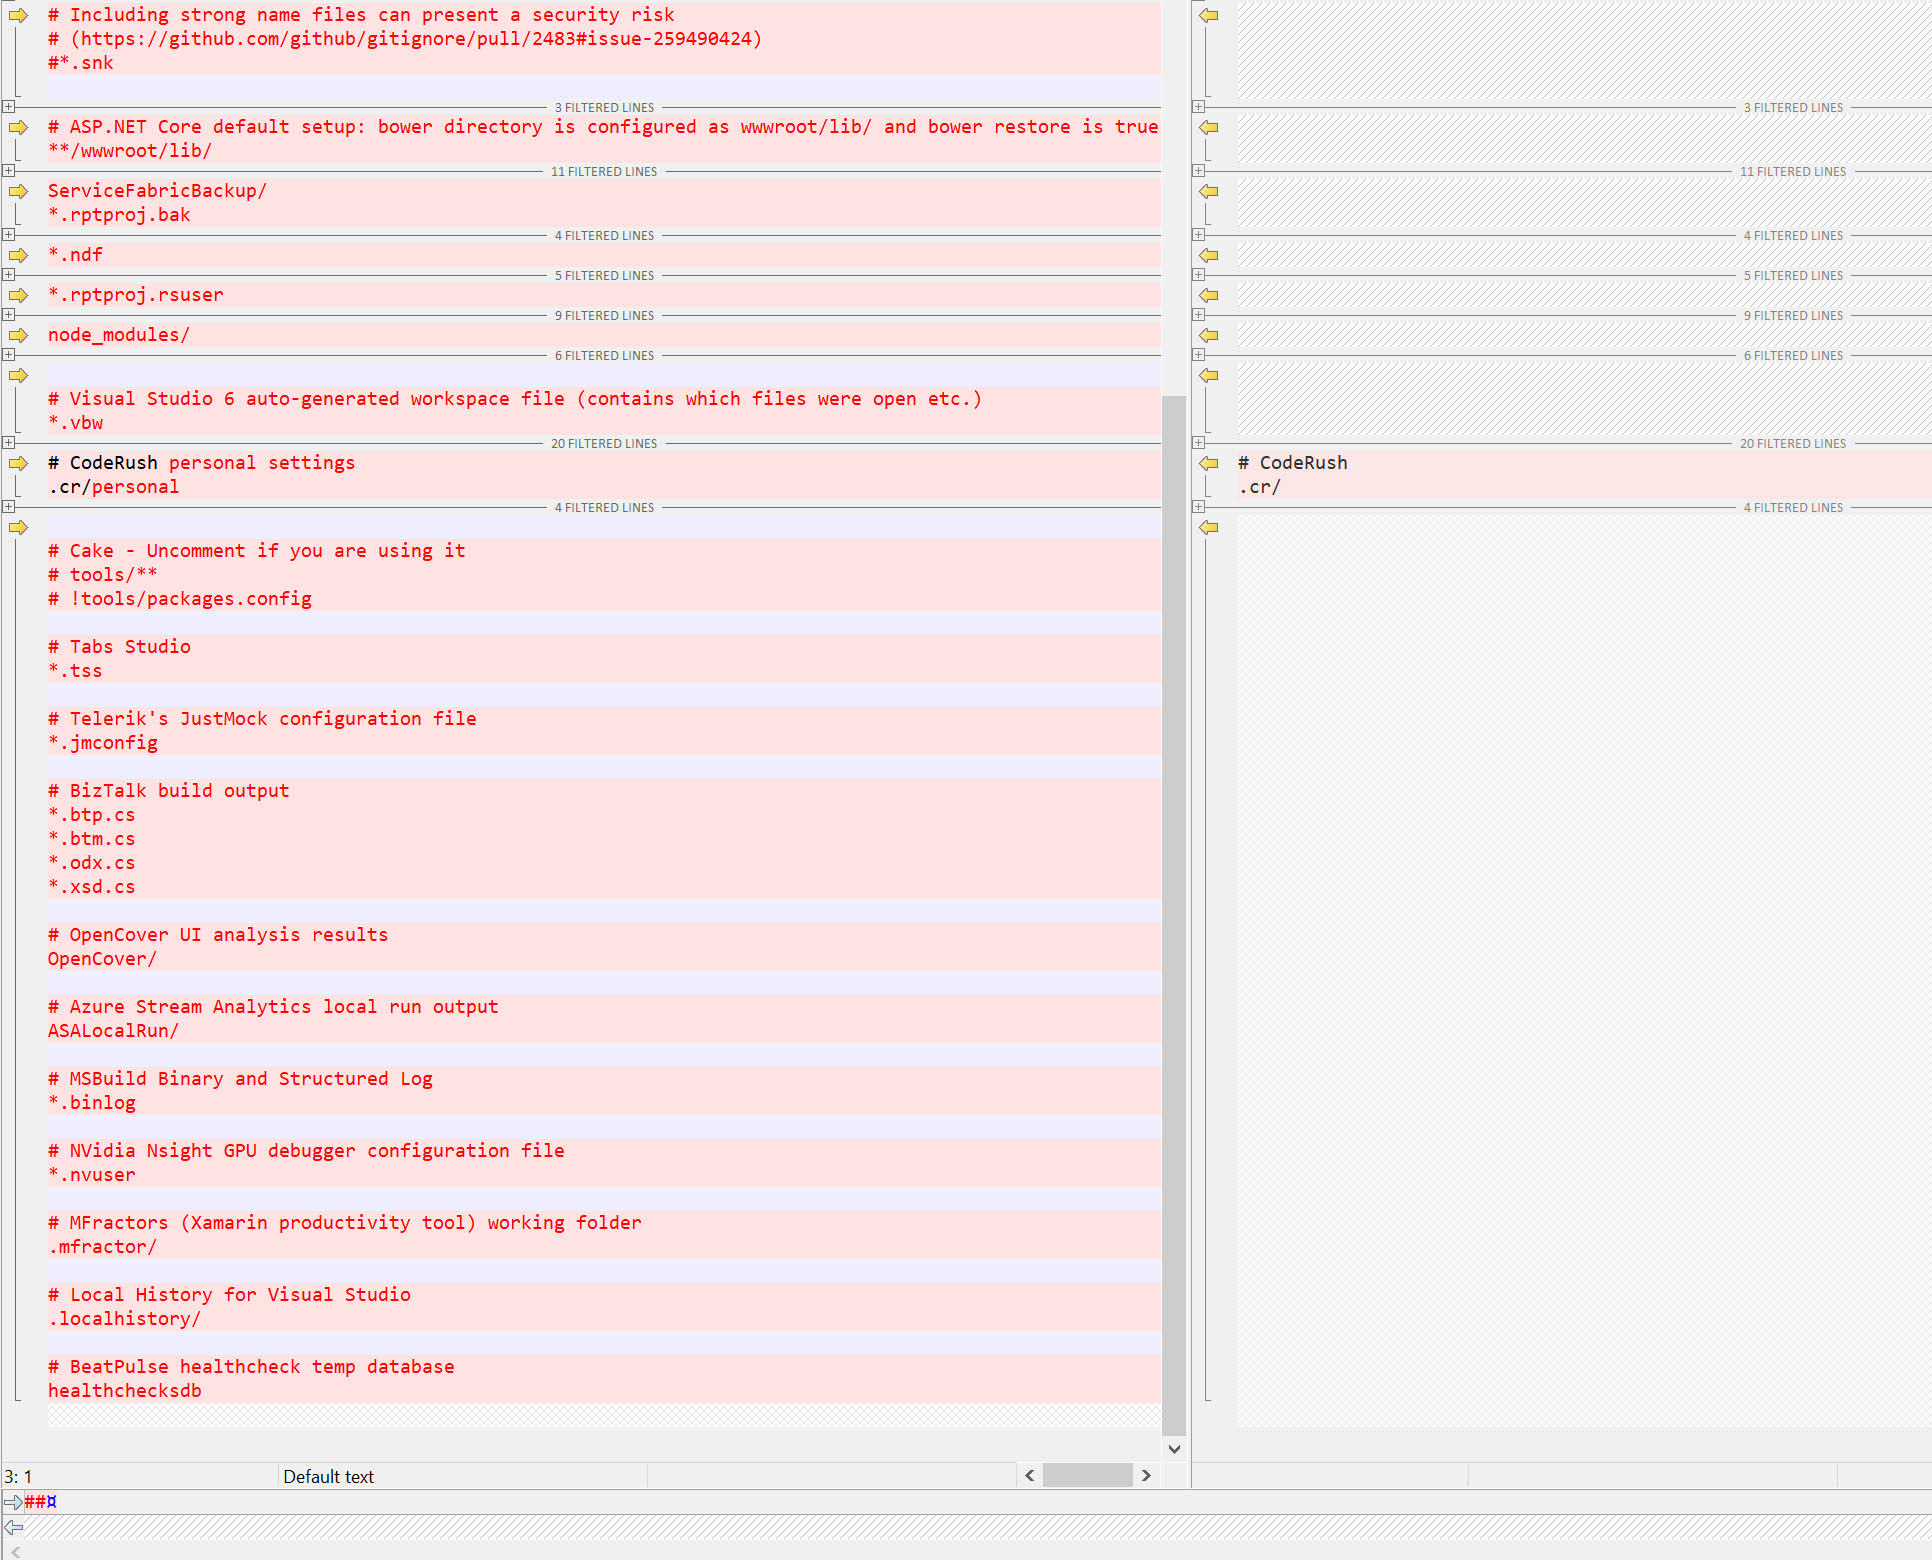 # Including strong name files can present a security risk
# (https://github.com/github/gitignore/pull/2483#issue-259490424)
#*.snk
3 FILTERED LINES 3 FILTERED LINES
# ASP.NET Core default setup: bower directory is configured as wwwroot/lib/ and bower restore is true
**/wwwroot/lib/
11 FILTERED LINES 11 FILTERED LINES
ServiceFabricBackup/
*.rptproj.bak
4 FILTERED LINES 4 FILTERED LINES
*.ndf
5 FILTERED LINES 5 FILTERED LINES
*.rptproj.rsuser
9 FILTERED LINES 9 FILTERED LINES
node_modules/
6 FILTERED LINES 6 FILTERED LINES
# Visual Studio 6 auto-generated workspace file (contains which files were open etc.)
*.vbw
20 FILTERED LINES 20 FILTERED LINES
# CodeRush personal settings # CodeRush
.cr/personal .cr/
4 FILTERED LINES 4 FILTERED LINES
# Cake - Uncomment if you are using it
# tools/**
# !tools/packages.config
# Tabs Studio
*.tss
# Telerik's JustMock configuration file
*.jmconfig
# BizTalk build output
*.btp.cs
*.btm.cs
*.odx.cs
*.xsd.cs
# OpenCover UI analysis results
OpenCover/
# Azure Stream Analytics local run output
ASALocalRun/
# MSBuild Binary and Structured Log
*.binlog
# NVidia Nsight GPU debugger configuration file
*.nvuser
# MFractors (Xamarin productivity tool) working folder
.mfractor/
# Local History for Visual Studio
.localhistory/
# BeatPulse healthcheck temp database
healthchecksdb
3: 1 Default text
##¤